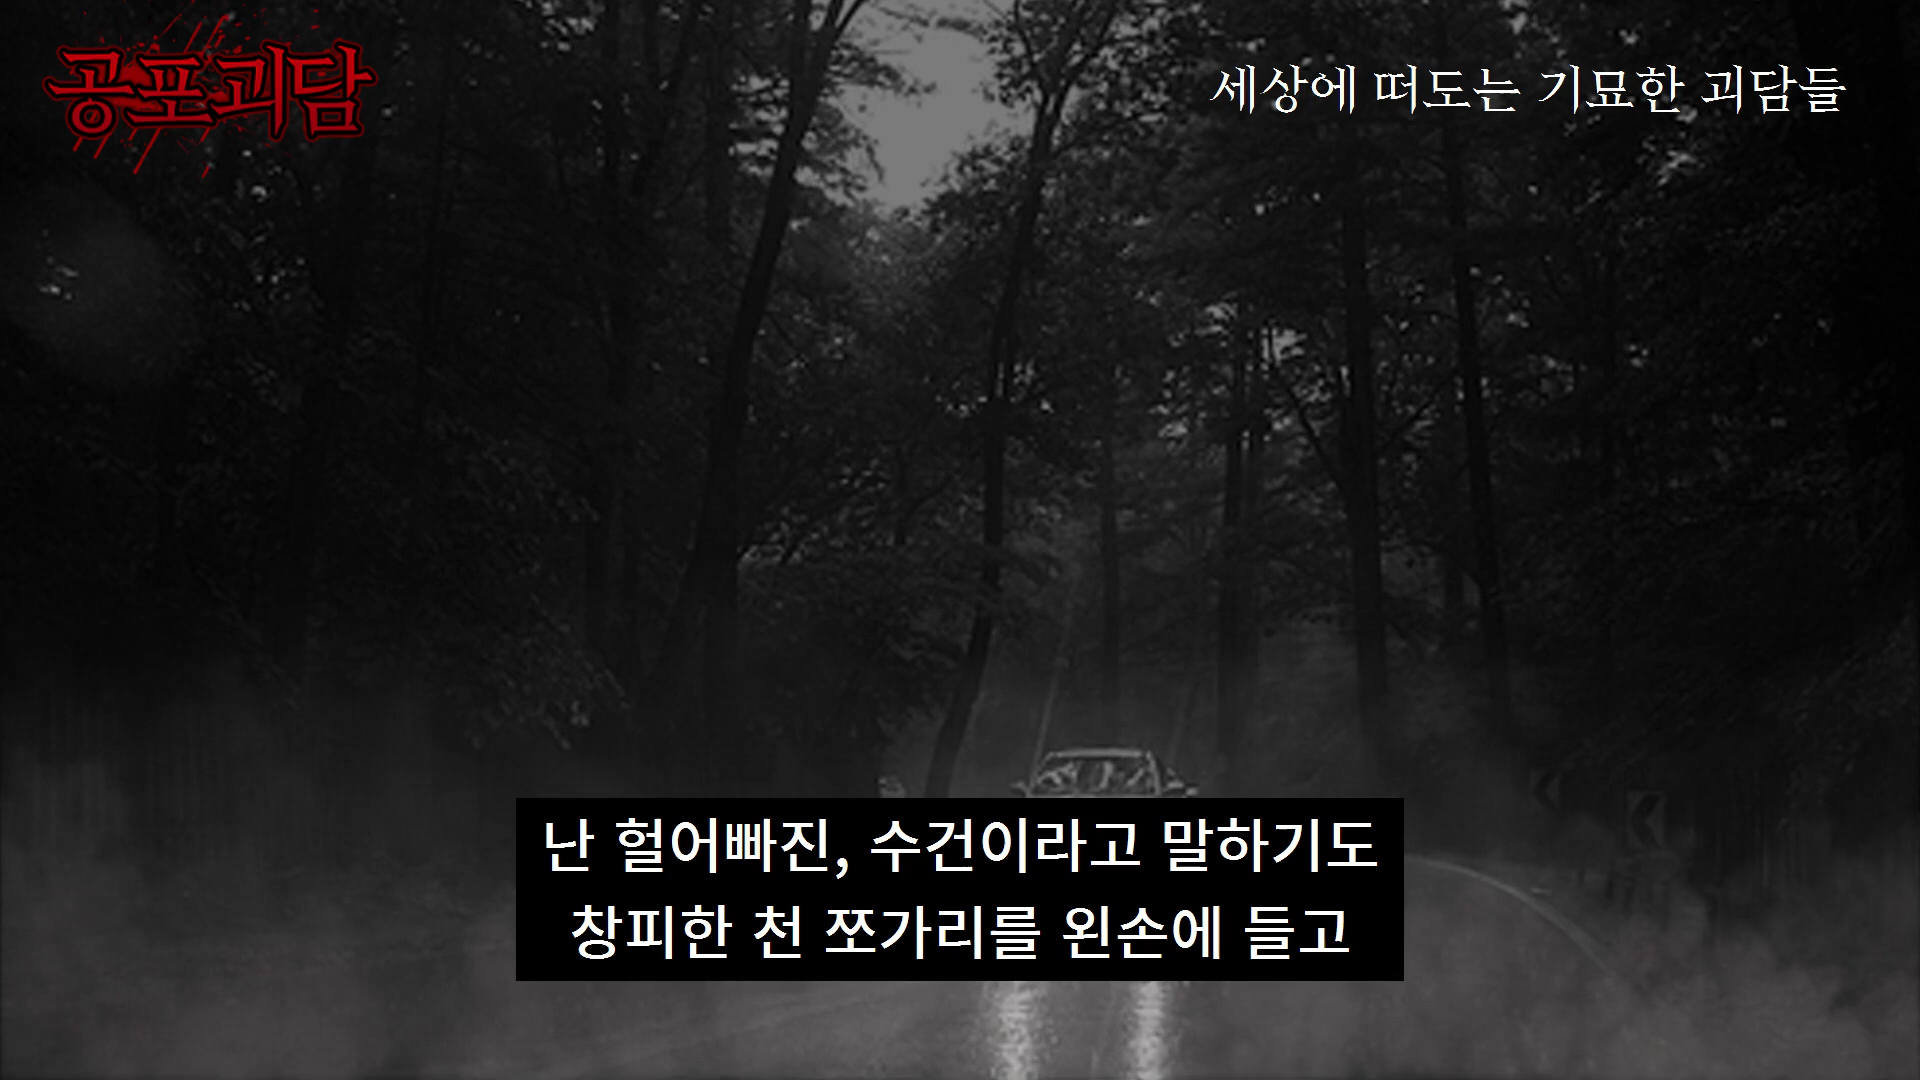 공포괴담
세상에 떠도는 기묘한 괴담들
난 헐어빠진, 수건이라고 말하기도
창피한 천 쪼가리를 왼손에 들고